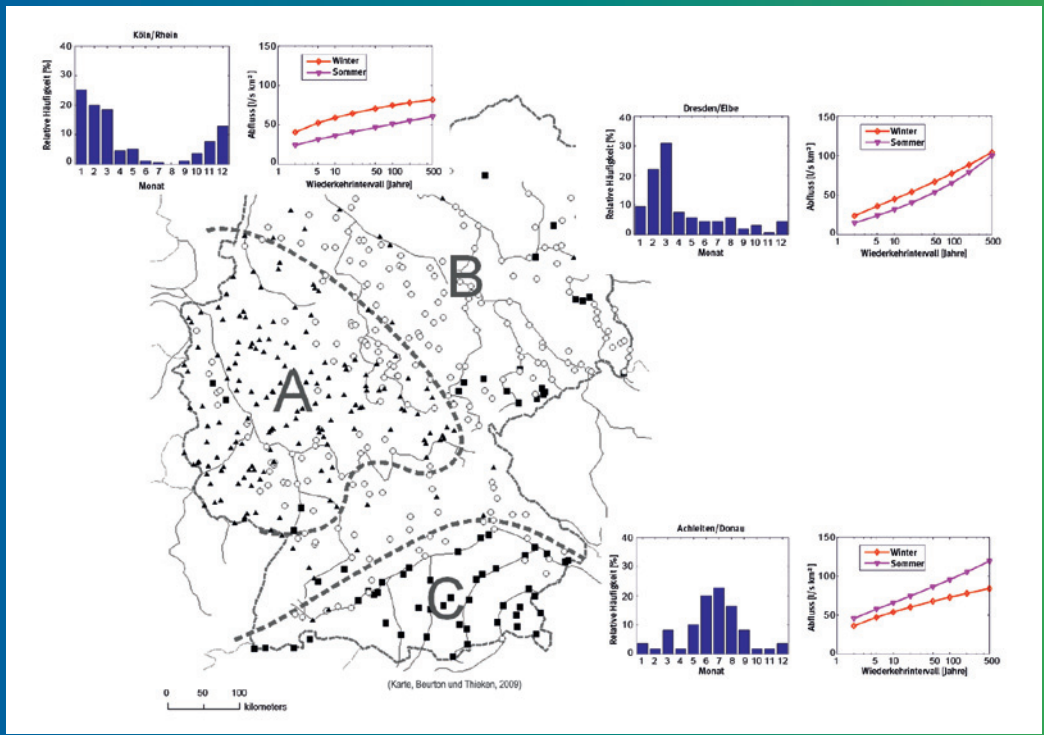 Köln/Rhein
Relative Häufigkeit [%]
40
30
20
10
0
1 2 3 4 5 6 7 8 9 10 11 12
Monat
Abfluss [l/s km²]
150
100
50
0
Winter
Sommer
1 5 10 50 100 500
Wiederkehrintervall [Jahre]
Dresden/Elbe
Relative Häufigkeit [%]
40
30
20
10
0
1 2 3 4 5 6 7 8 9 10 11 12
Monat
Abfluss [l/s km²]
150
100
50
0
Winter
Sommer
1 5 10 50 100 500
Wiederkehrintervall [Jahre]
B
A
C
Achleiten/Donau
Relative Häufigkeit [%]
40
30
20
10
0
1 2 3 4 5 6 7 8 9 10 11 12
Monat
Abfluss [l/s km²]
150
100
50
0
Winter
Sommer
1 5 10 50 100 500
Wiederkehrintervall [Jahre]
(Karte, Beurton und Thieken, 2009)
0 50 100
kilometers